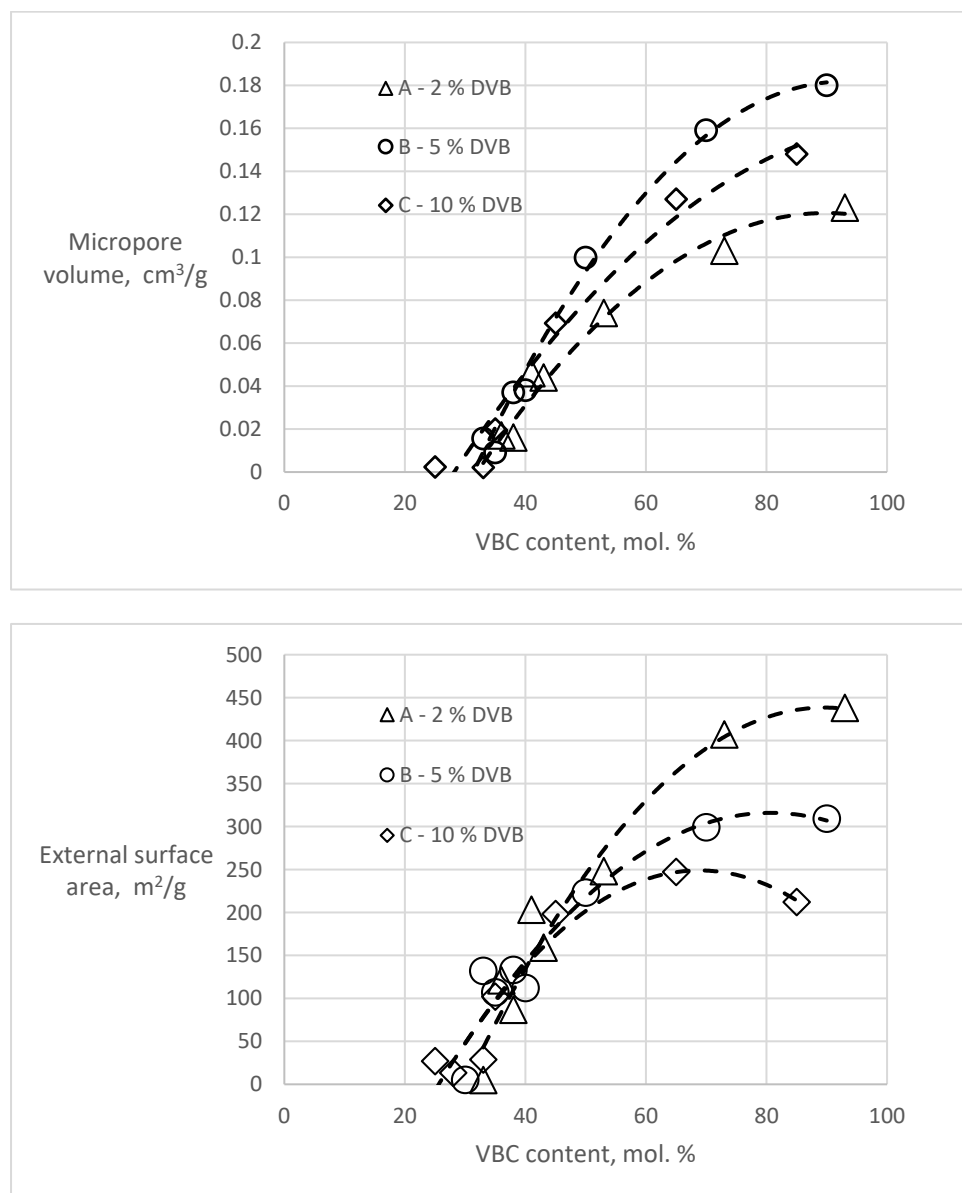 0.2
0.18
0.16
0.14
0.12
0.1
0.08
0.06
0.04
0.02
0
A - 2 % DVB
B - 5 % DVB
C - 10 % DVB
Micropore
volume, cm³/g
0 20 40 60 80 100
VBC content, mol. %
500
450
400
350
300
250
200
150
100
50
0
A - 2 % DVB
B - 5 % DVB
C - 10 % DVB
External surface
area, m²/g
0 20 40 60 80 100
VBC content, mol. %